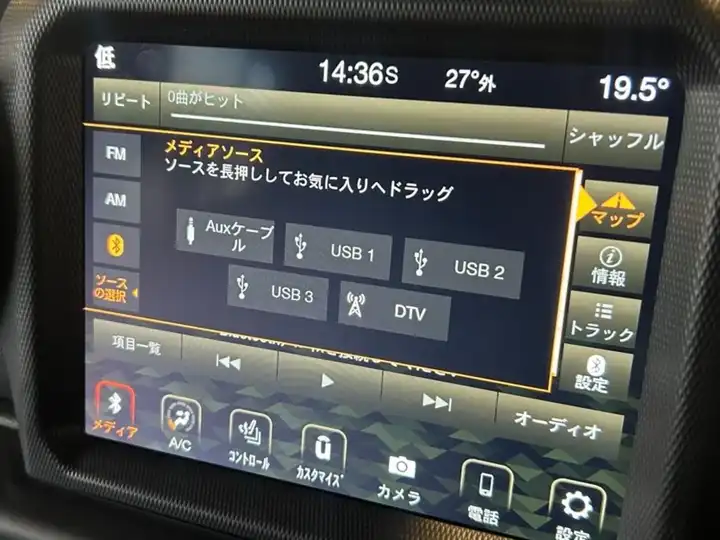 低
14:36S
27°外
19.5°
リピート
0曲がヒット
シャッフル
FM
AM
ソース
の選択
メディアソース
ソースを長押ししてお気に入りへドラッグ
Auxケーブ
ル
USB 1
USB 2
USB 3
DTV
マップ
情報
トラック
設定
項目一覧
オーディオ
メディア
A/C
コントロール
カスタマイズ
カメラ
電話
設定